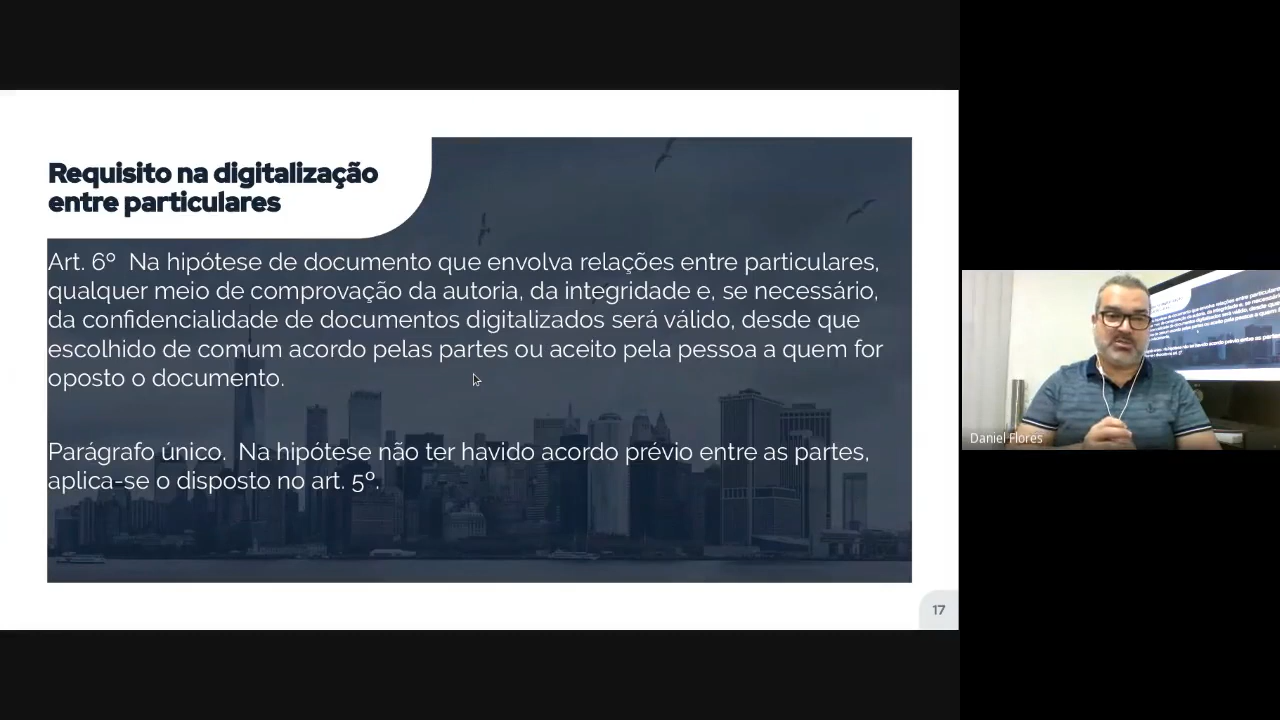 Requisito na digitalização
entre particulares
Art. 6º Na hipótese de documento que envolva relações entre particulares,
qualquer meio de comprovação da autoria, da integridade e, se necessário,
da confidencialidade de documentos digitalizados será válido, desde que
escolhido de comum acordo pelas partes ou aceito pela pessoa a quem for
oposto o documento.
Parágrafo único. Na hipótese não ter havido acordo prévio entre as partes,
aplica-se o disposto no art. 5º.
17
Daniel Flores